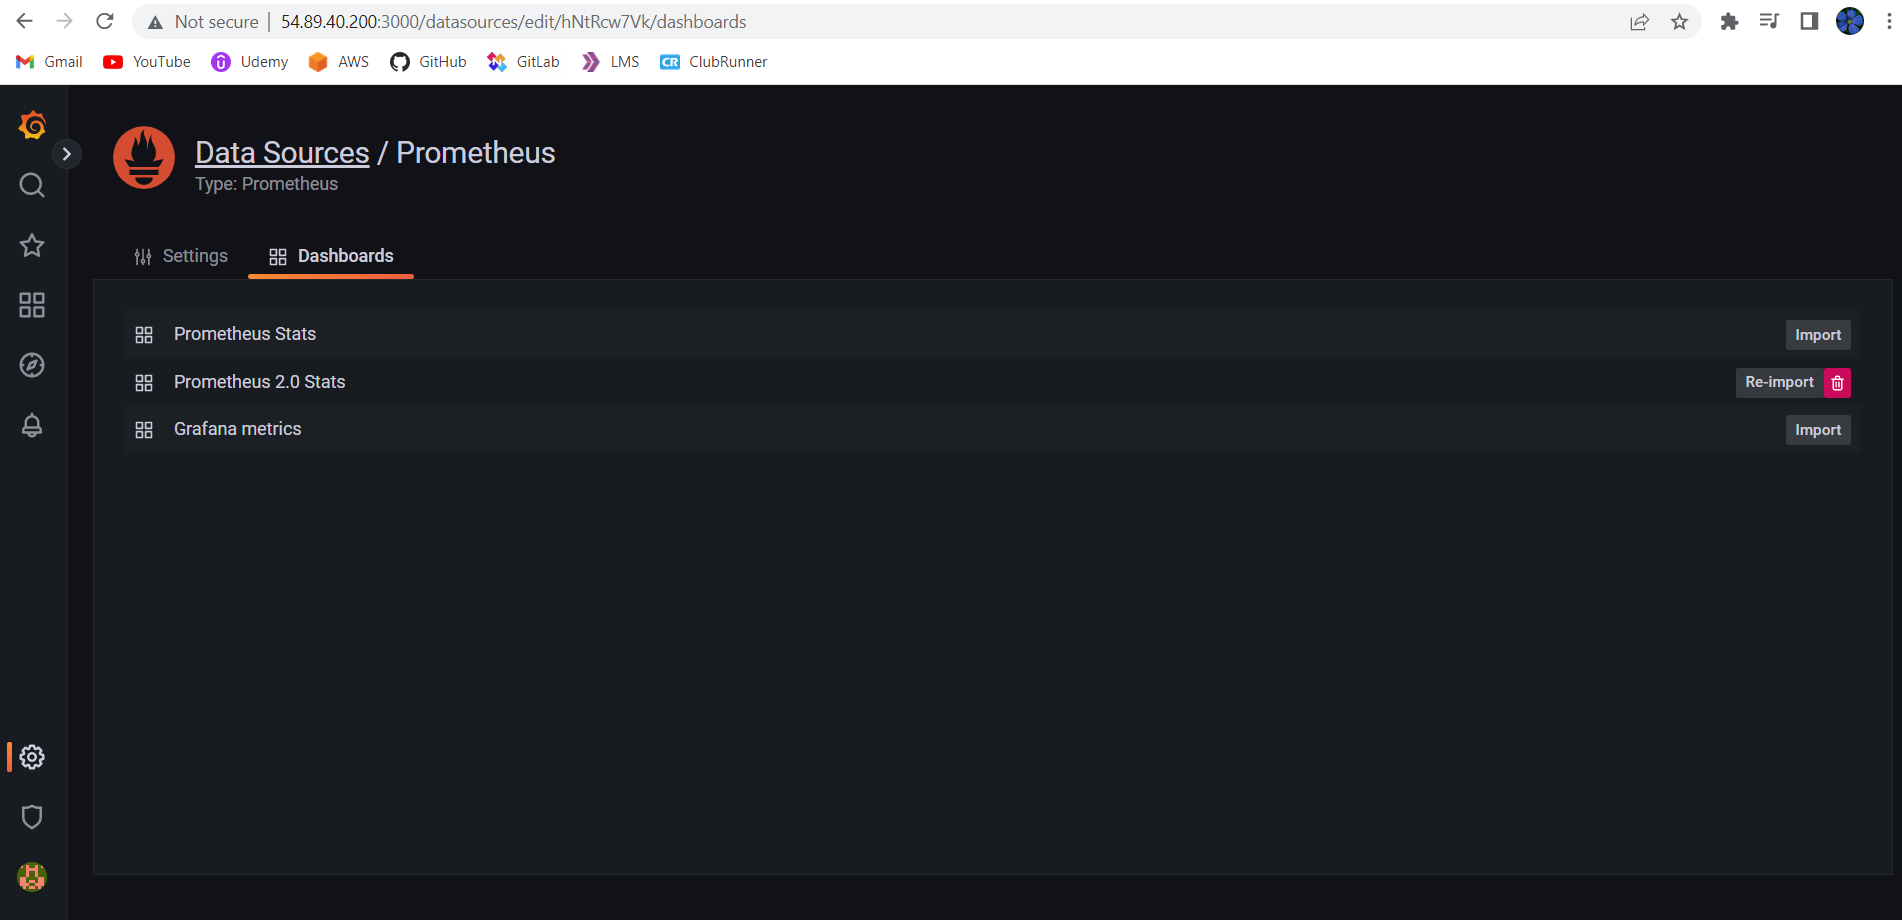 Not secure | 54.89.40.200:3000/datasources/edit/hNtRcw7Vk/dashboards
Gmail YouTube Udemy AWS GitHub GitLab LMS CR ClubRunner
Data Sources / Prometheus
Type: Prometheus
Settings Dashboards
Prometheus Stats Import
Prometheus 2.0 Stats Re-import
Grafana metrics Import